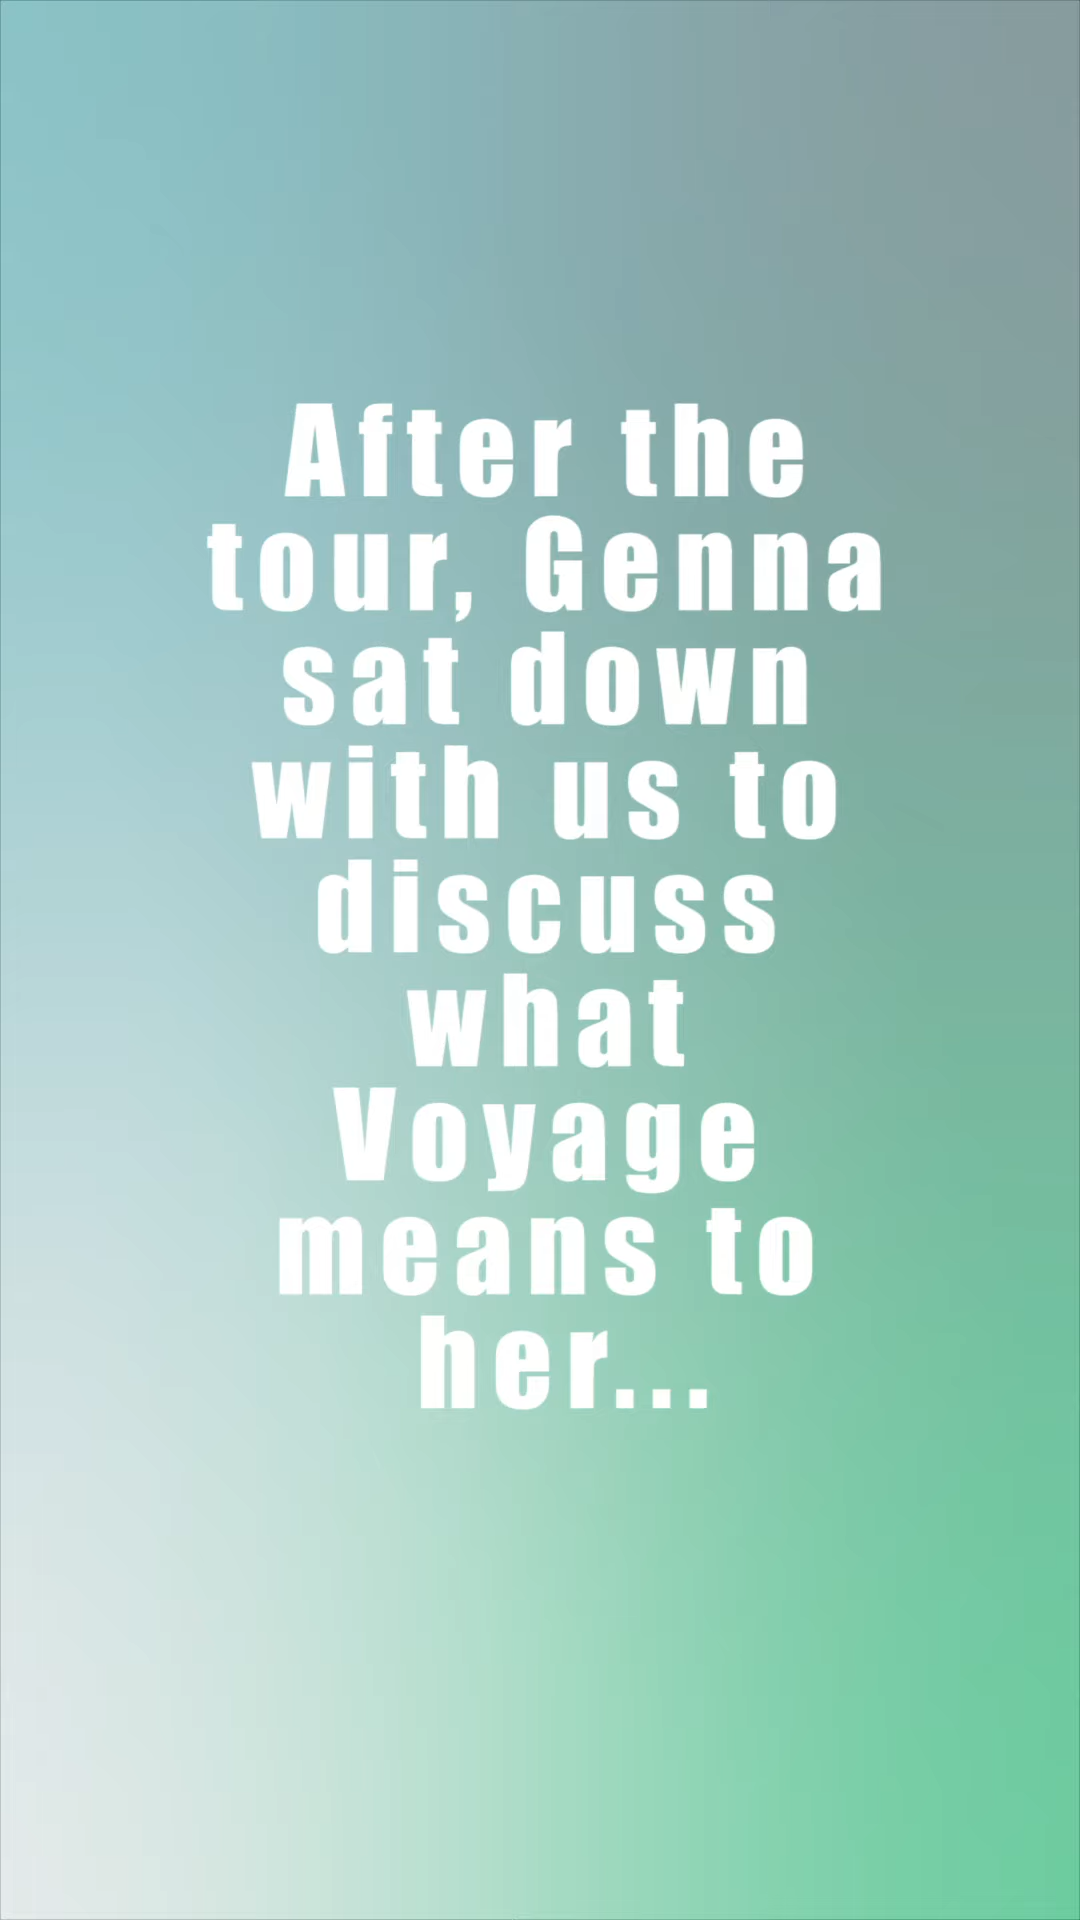 After the
tour, Genna
sat down
with us to
discuss
what
Voyage
means to
her...